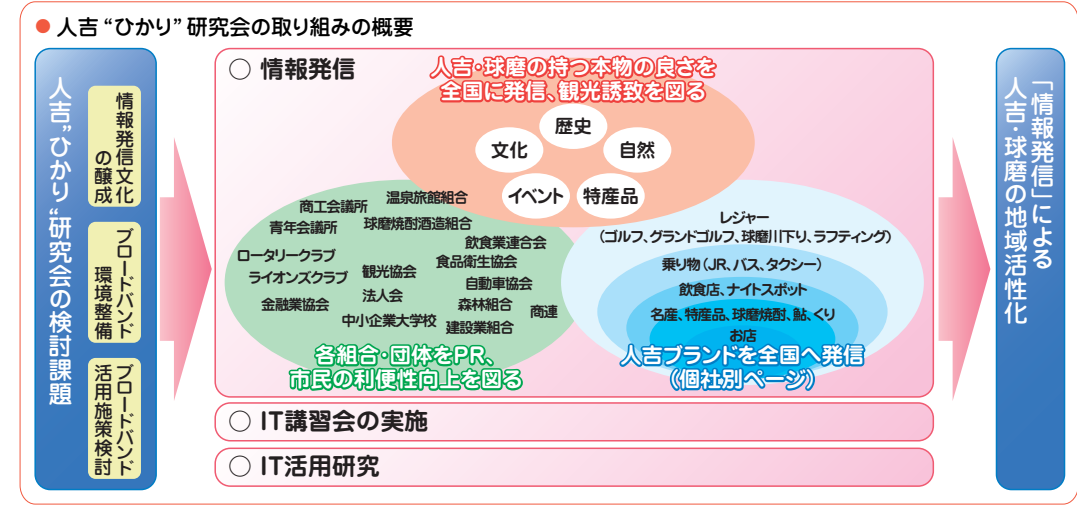 ● 人吉“ひかり”研究会の取り組みの概要
人吉“ひかり”研究会の検討課題
情報発信文化
の醸成
ブロードバンド
環境整備
ブロードバンド
活用施策検討
○ 情報発信
人吉・球磨の持つ本物の良さを
全国に発信、観光誘致を図る
歴史
文化
自然
イベント
特産品
温泉旅館組合
商工会議所
青年会議所
球磨焼酎酒造組合
飲食業連合会
ロータリークラブ
食品衛生協会
ライオンズクラブ
観光協会
自動車協会
金融業協会
法人会
森林組合
商連
中小企業大学校
建設業組合
各組合・団体をPR、
市民の利便性向上を図る
レジャー
(ゴルフ、グランドゴルフ、球磨川下り、ラフティング)
乗り物(JR、バス、タクシー)
飲食店、ナイトスポット
名産、特産品、球磨焼酎、鮎、くり
お店
人吉ブランドを全国へ発信
(個社別ページ)
○ IT講習会の実施
○ IT活用研究
「情報発信」による
人吉・球磨の地域活性化